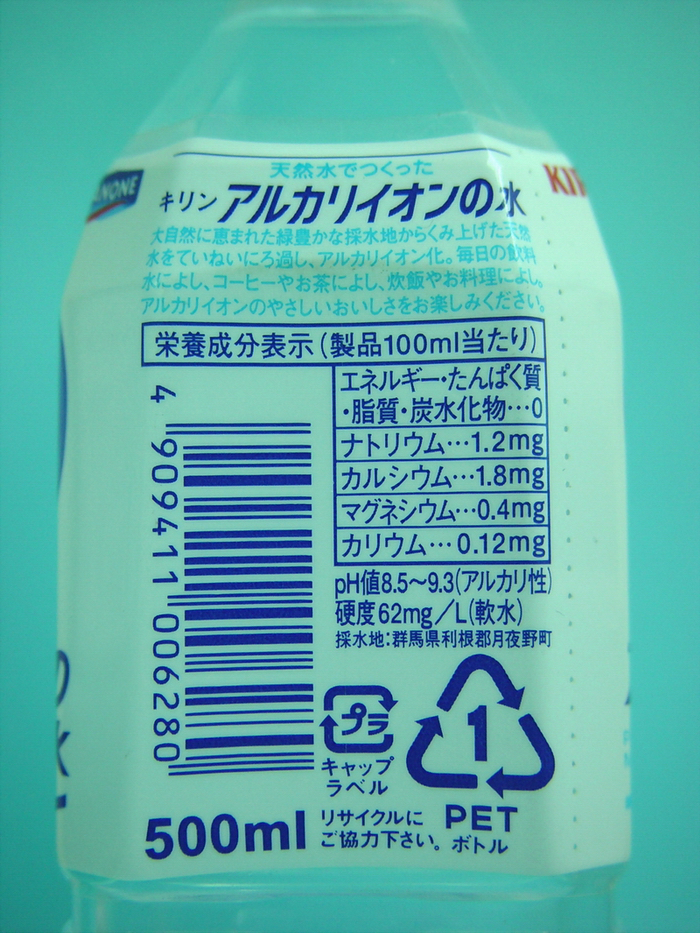 天然水でつくった
キリン アルカリイオンの水
大自然に恵まれた緑豊かな採水地からくみ上げた天然
水をていねいにろ過し、アルカリイオン化。毎日の飲料
水によし、コーヒーやお茶によし、炊飯やお料理によし。
アルカリイオンのやさしいおいしさをお楽しみください。
栄養成分表示(製品100ml当たり)
エネルギー・たんぱく質
・脂質・炭水化物…0
ナトリウム…1.2mg
カルシウム…1.8mg
マグネシウム…0.4mg
カリウム…0.12mg
pH値8.5〜9.3(アルカリ性)
硬度62mg/L(軟水)
採水地:群馬県利根郡月夜野町
4 909411 006280
プラ
キャップ
ラベル
1
PET
ボトル
500ml
リサイクルに
ご協力下さい。